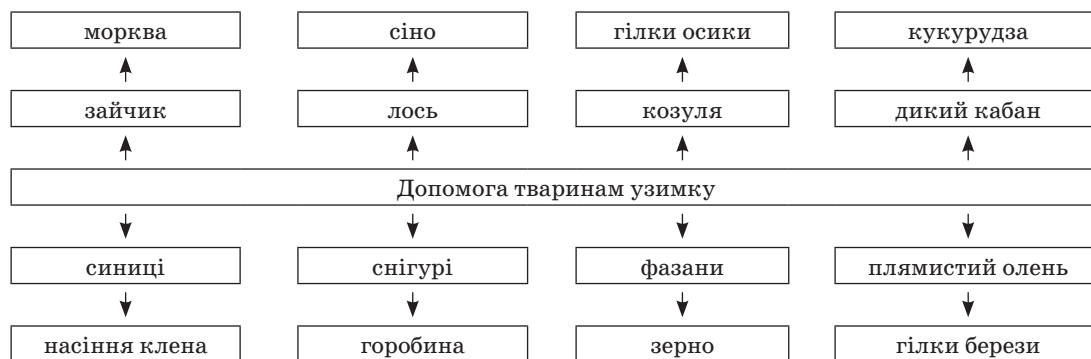 морква сіно гілки осики кукурудза
зайчик лось козуля дикий кабан
Допомога тваринам узимку
синиці снігурі фазани плямистий олень
насіння клена горобина зерно гілки берези